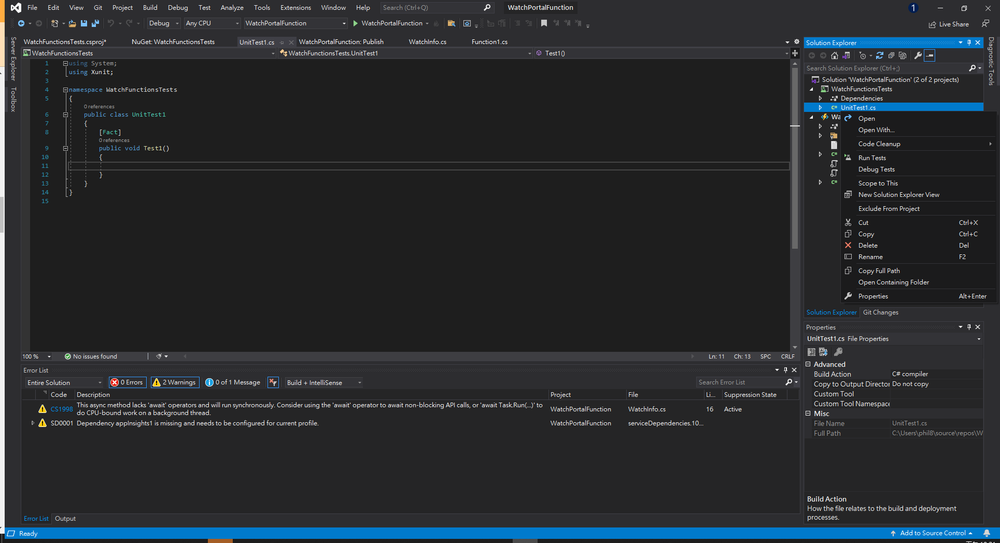 File Edit View Git Project Build Debug Test Analyze Tools Extensions Window Help Search (Ctrl+Q) WatchPortalFunction 1
Debug Any CPU WatchPortalFunction WatchPortalFunction Live Share
Server Explorer
Toolbox
Diagnostic Tools
WatchFunctionsTests.csproj* NuGet: WatchFunctionsTests UnitTest1.cs WatchPortalFunction: Publish WatchInfo.cs Function1.cs
WatchFunctionsTests WatchFunctionsTests.UnitTest1 Test1()
1 using System;
2 using Xunit;
3
4 namespace WatchFunctionsTests
5 {
0 references
6 public class UnitTest1
7 {
8 [Fact]
0 references
9 public void Test1()
10 {
11
12 }
13 }
14 }
15
100 % No issues found Ln: 11 Ch: 13 SPC CRLF
Error List
Entire Solution 0 Errors 2 Warnings 0 of 1 Message Build + IntelliSense Search Error List
Code Description Project File Li... Suppression State
CS1998 This async method lacks 'await' operators and will run synchronously. Consider using the 'await' operator to await non-blocking API calls, or 'await Task.Run(...)' to
do CPU-bound work on a background thread. WatchPortalFunction WatchInfo.cs 16 Active
SD0001 Dependency appInsights1 is missing and needs to be configured for current profile. WatchPortalFunction serviceDependencies.10...
Error List Output
Solution Explorer
Search Solution Explorer (Ctrl+;)
Solution 'WatchPortalFunction' (2 of 2 projects)
WatchFunctionsTests
Dependencies
C# UnitTest1.cs
Wa
C#
C#
Open
Open With...
Code Cleanup
Run Tests
Debug Tests
Scope to This
New Solution Explorer View
Exclude From Project
Cut Ctrl+X
Copy Ctrl+C
Delete Del
Rename F2
Copy Full Path
Open Containing Folder
Properties Alt+Enter
Solution Explorer Git Changes
Properties
UnitTest1.cs File Properties
Advanced
Build Action C# compiler
Copy to Output Director Do not copy
Custom Tool
Custom Tool Namespace
Misc
File Name UnitTest1.cs
Full Path C:\Users\phil8\source\repos\W
Build Action
How the file relates to the build and deployment
processes.
Ready Add to Source Control